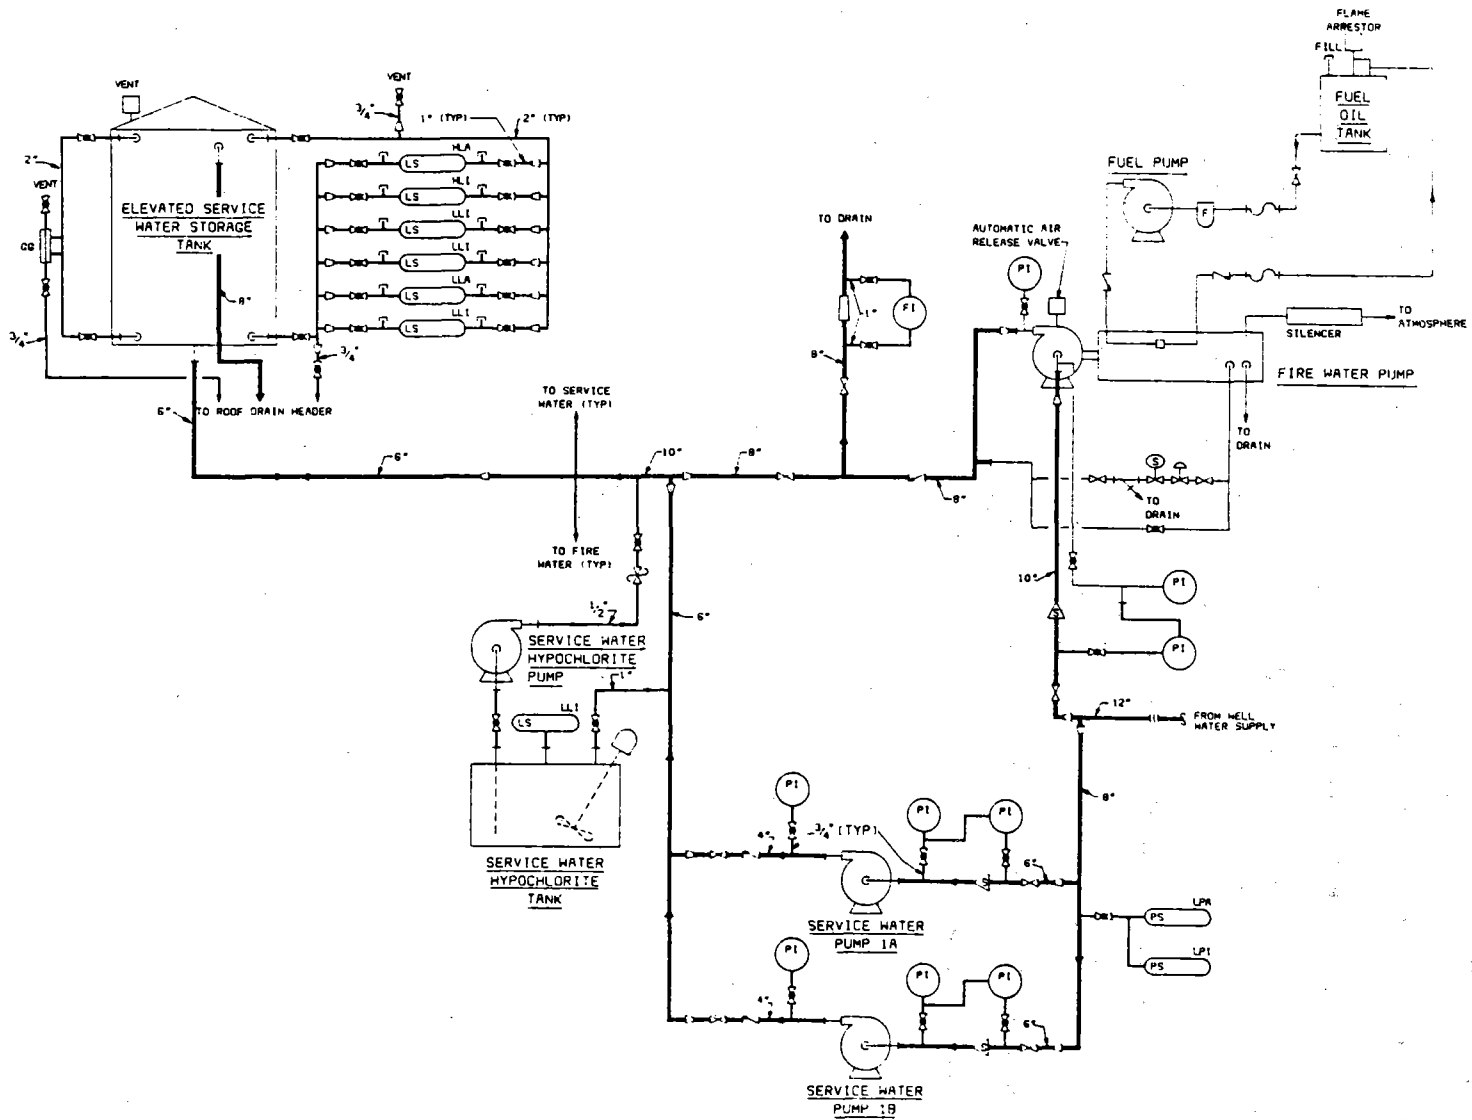 FLAME
ARRESTOR
FILL
FUEL
OIL
TANK
VENT
VENT
3/4"
1" (TYP)
2" (TYP)
HLA
LS
HLI
LS
LLI
LS
LLI
LS
LLA
LS
LLI
LS
2"
VENT
GG
3/4"
ELEVATED SERVICE
WATER STORAGE
TANK
8"
3/4"
TO ROOF DRAIN HEADER
6"
6"
TO SERVICE
WATER (TYP)
10"
8"
TO FIRE
WATER (TYP)
TO DRAIN
1"
FI
8"
FUEL PUMP
F
AUTOMATIC AIR
RELEASE VALVE
PI
SILENCER
TO
ATMOSPHERE
FIRE WATER PUMP
TO
DRAIN
8"
S
TO
DRAIN
10"
PI
S
PI
12"
FROM WELL
WATER SUPPLY
8"
1/2"
SERVICE WATER
HYPOCHLORITE
PUMP
6"
1"
LLI
LS
SERVICE WATER
HYPOCHLORITE
TANK
PI
4"
3/4" (TYP)
PI
PI
6"
S
SERVICE WATER
PUMP 1A
LPA
PS
LPI
PS
PI
4"
PI
PI
6"
S
SERVICE WATER
PUMP 1B